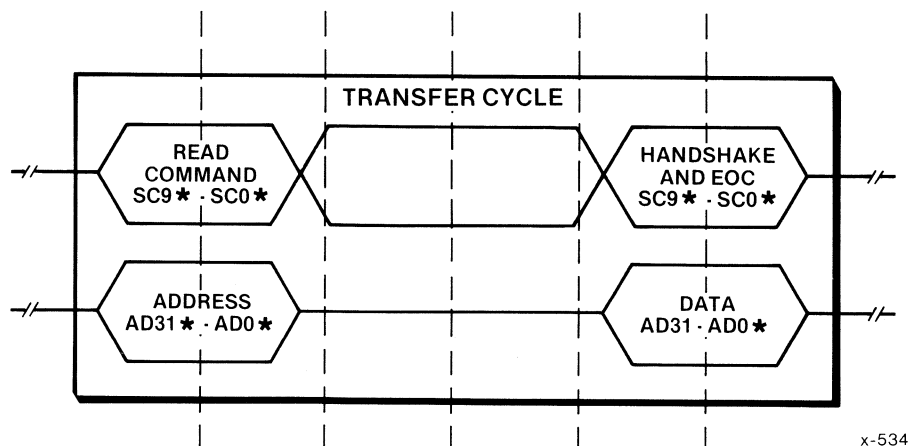 TRANSFER CYCLE
READ
COMMAND
SC9★ - SC0★
HANDSHAKE
AND EOC
SC9★ - SC0★
ADDRESS
AD31★ - AD0★
DATA
AD31 - AD0★
x-534